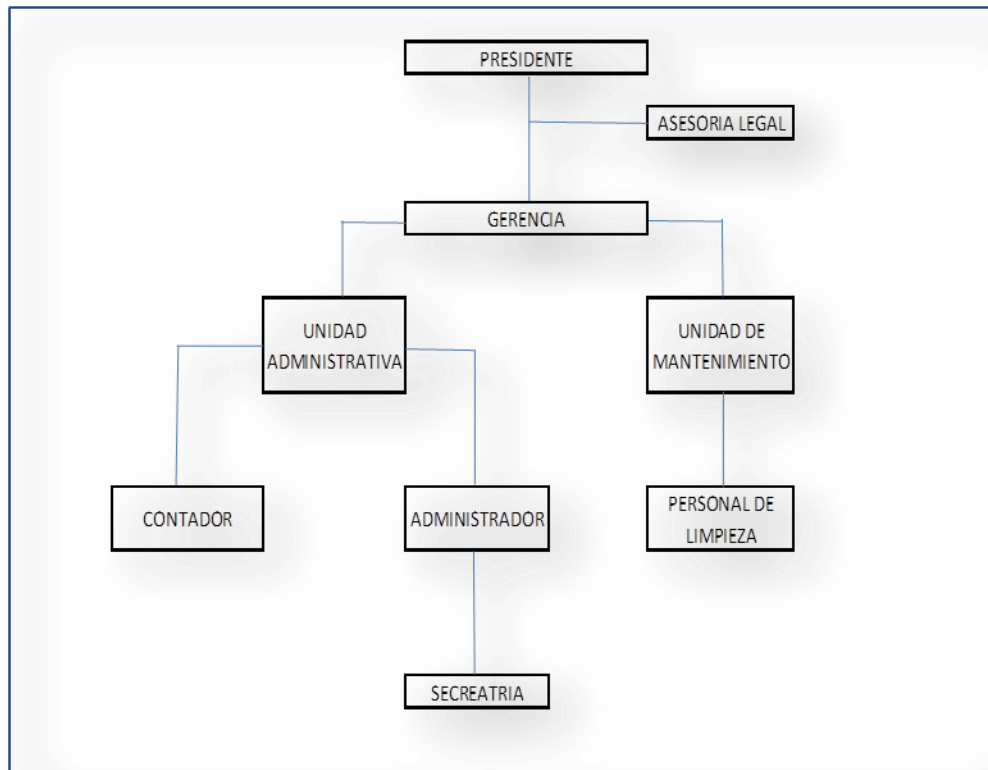 PRESIDENTE
ASESORIA LEGAL
GERENCIA
UNIDAD
ADMINISTRATIVA
UNIDAD DE
MANTENIMIENTO
CONTADOR
ADMINISTRADOR
PERSONAL DE
LIMPIEZA
SECREATRIA